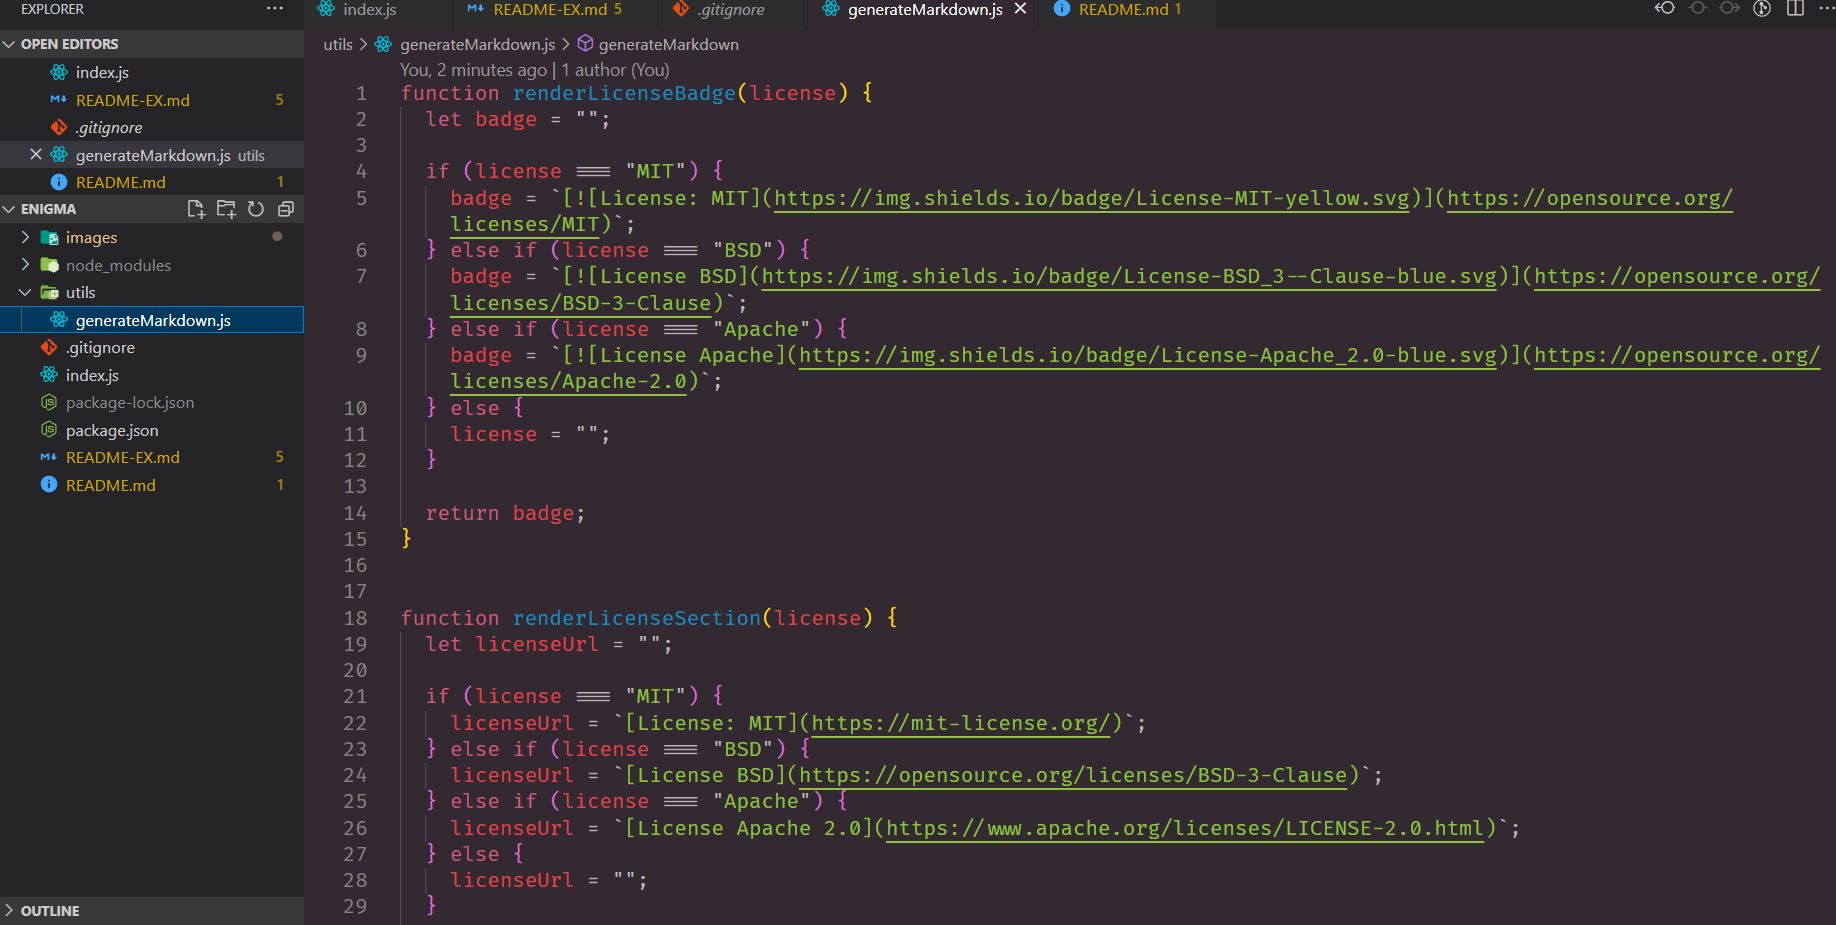 EXPLORER ···
OPEN EDITORS
index.js
README-EX.md 5
.gitignore
generateMarkdown.js utils
README.md 1
ENIGMA
images
node_modules
utils
generateMarkdown.js
.gitignore
index.js
package-lock.json
package.json
README-EX.md 5
README.md 1
OUTLINE
index.js README-EX.md 5 .gitignore generateMarkdown.js README.md 1
utils > generateMarkdown.js > generateMarkdown
You, 2 minutes ago | 1 author (You)
1 function renderLicenseBadge(license) {
2 let badge = "";
3
4 if (license === "MIT") {
5 badge = `[![License: MIT](https://img.shields.io/badge/License-MIT-yellow.svg)](https://opensource.org/
licenses/MIT)`;
6 } else if (license === "BSD") {
7 badge = `[![License BSD](https://img.shields.io/badge/License-BSD_3--Clause-blue.svg)](https://opensource.org/
licenses/BSD-3-Clause)`;
8 } else if (license === "Apache") {
9 badge = `[![License Apache](https://img.shields.io/badge/License-Apache_2.0-blue.svg)](https://opensource.org/
licenses/Apache-2.0)`;
10 } else {
11 license = "";
12 }
13
14 return badge;
15 }
16
17
18 function renderLicenseSection(license) {
19 let licenseUrl = "";
20
21 if (license === "MIT") {
22 licenseUrl = `[License: MIT](https://mit-license.org/)`;
23 } else if (license === "BSD") {
24 licenseUrl = `[License BSD](https://opensource.org/licenses/BSD-3-Clause)`;
25 } else if (license === "Apache") {
26 licenseUrl = `[License Apache 2.0](https://www.apache.org/licenses/LICENSE-2.0.html)`;
27 } else {
28 licenseUrl = "";
29 }